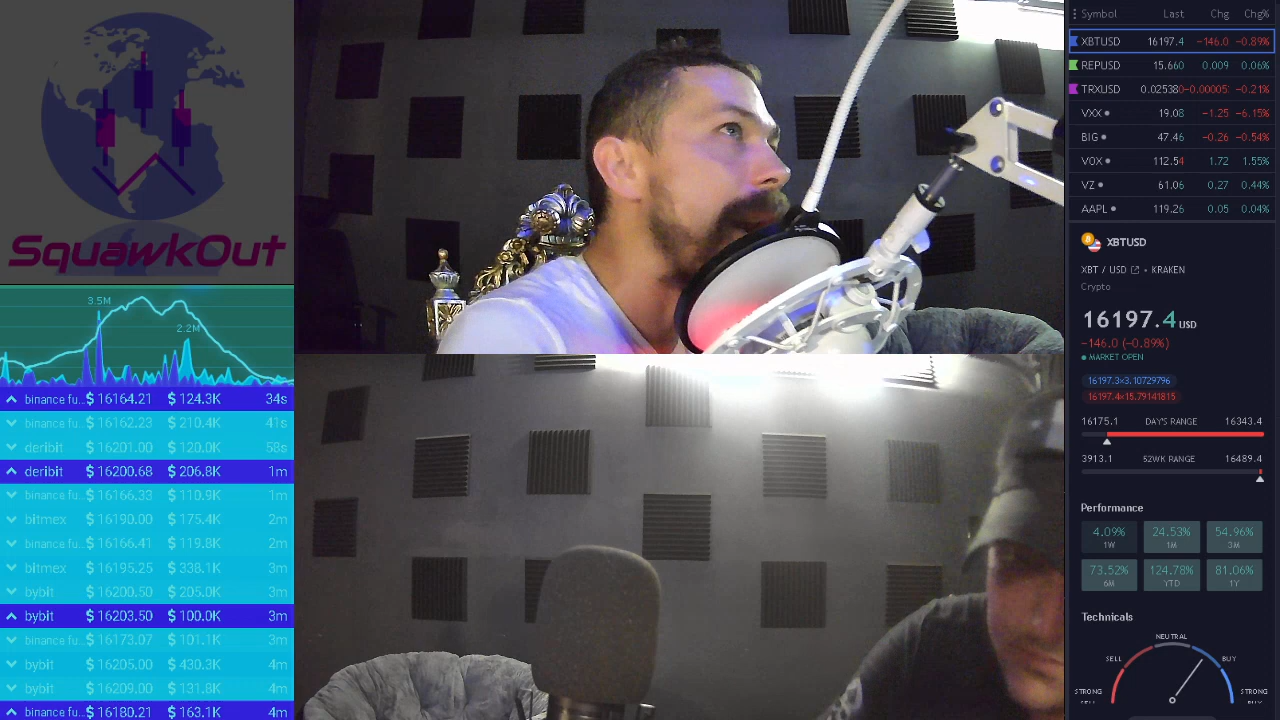 SquawkOut
3.5M
2.2M
binance fu.. $ 16164.21 $ 124.3K 34s
binance fu.. $ 16162.23 $ 210.4K 41s
deribit $ 16201.00 $ 120.0K 58s
deribit $ 16200.68 $ 206.8K 1m
binance fu.. $ 16166.33 $ 110.9K 1m
bitmex $ 16190.00 $ 175.4K 2m
binance fu.. $ 16166.41 $ 119.8K 2m
bitmex $ 16195.25 $ 338.1K 3m
bybit $ 16200.50 $ 205.0K 3m
bybit $ 16203.50 $ 100.0K 3m
binance fu.. $ 16173.07 $ 101.1K 3m
bybit $ 16205.00 $ 430.3K 4m
bybit $ 16209.00 $ 131.8K 4m
binance fu.. $ 16180.21 $ 163.1K 4m
Symbol Last Chg Chg%
XBTUSD 16197.4 −146.0 −0.89%
REPUSD 15.660 0.009 0.06%
TRXUSD 0.025380 −0.00005 −0.21%
VXX 19.08 −1.25 −6.15%
BIG 47.46 −0.26 −0.54%
VOX 112.54 1.72 1.55%
VZ 61.06 0.27 0.44%
AAPL 119.26 0.05 0.04%
XBTUSD
XBT / USD • KRAKEN
Crypto
16197.4 USD
−146.0 (−0.89%)
MARKET OPEN
16197.3×3.10729796
16197.4×15.79141815
16175.1 DAY'S RANGE 16343.4
3913.1 52WK RANGE 16489.4
Performance
4.09% 24.53% 54.96%
1W 1M 3M
73.52% 124.78% 81.06%
6M YTD 1Y
Technicals
NEUTRAL
SELL BUY
STRONG STRONG
SELL BUY